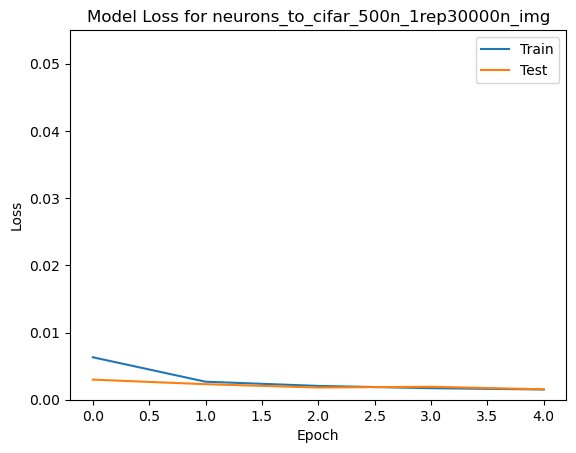 Model Loss for neurons_to_cifar_500n_1rep30000n_img
Train
Test
0.05
0.04
0.03
0.02
0.01
0.00
Loss
0.0 0.5 1.0 1.5 2.0 2.5 3.0 3.5 4.0
Epoch